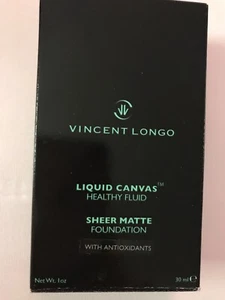 VINCENT LONGO
LIQUID CANVAS™
HEALTHY FLUID
SHEER MATTE
FOUNDATION
WITH ANTIOXIDANTS
Net Wt. 1oz 30 ml ℮